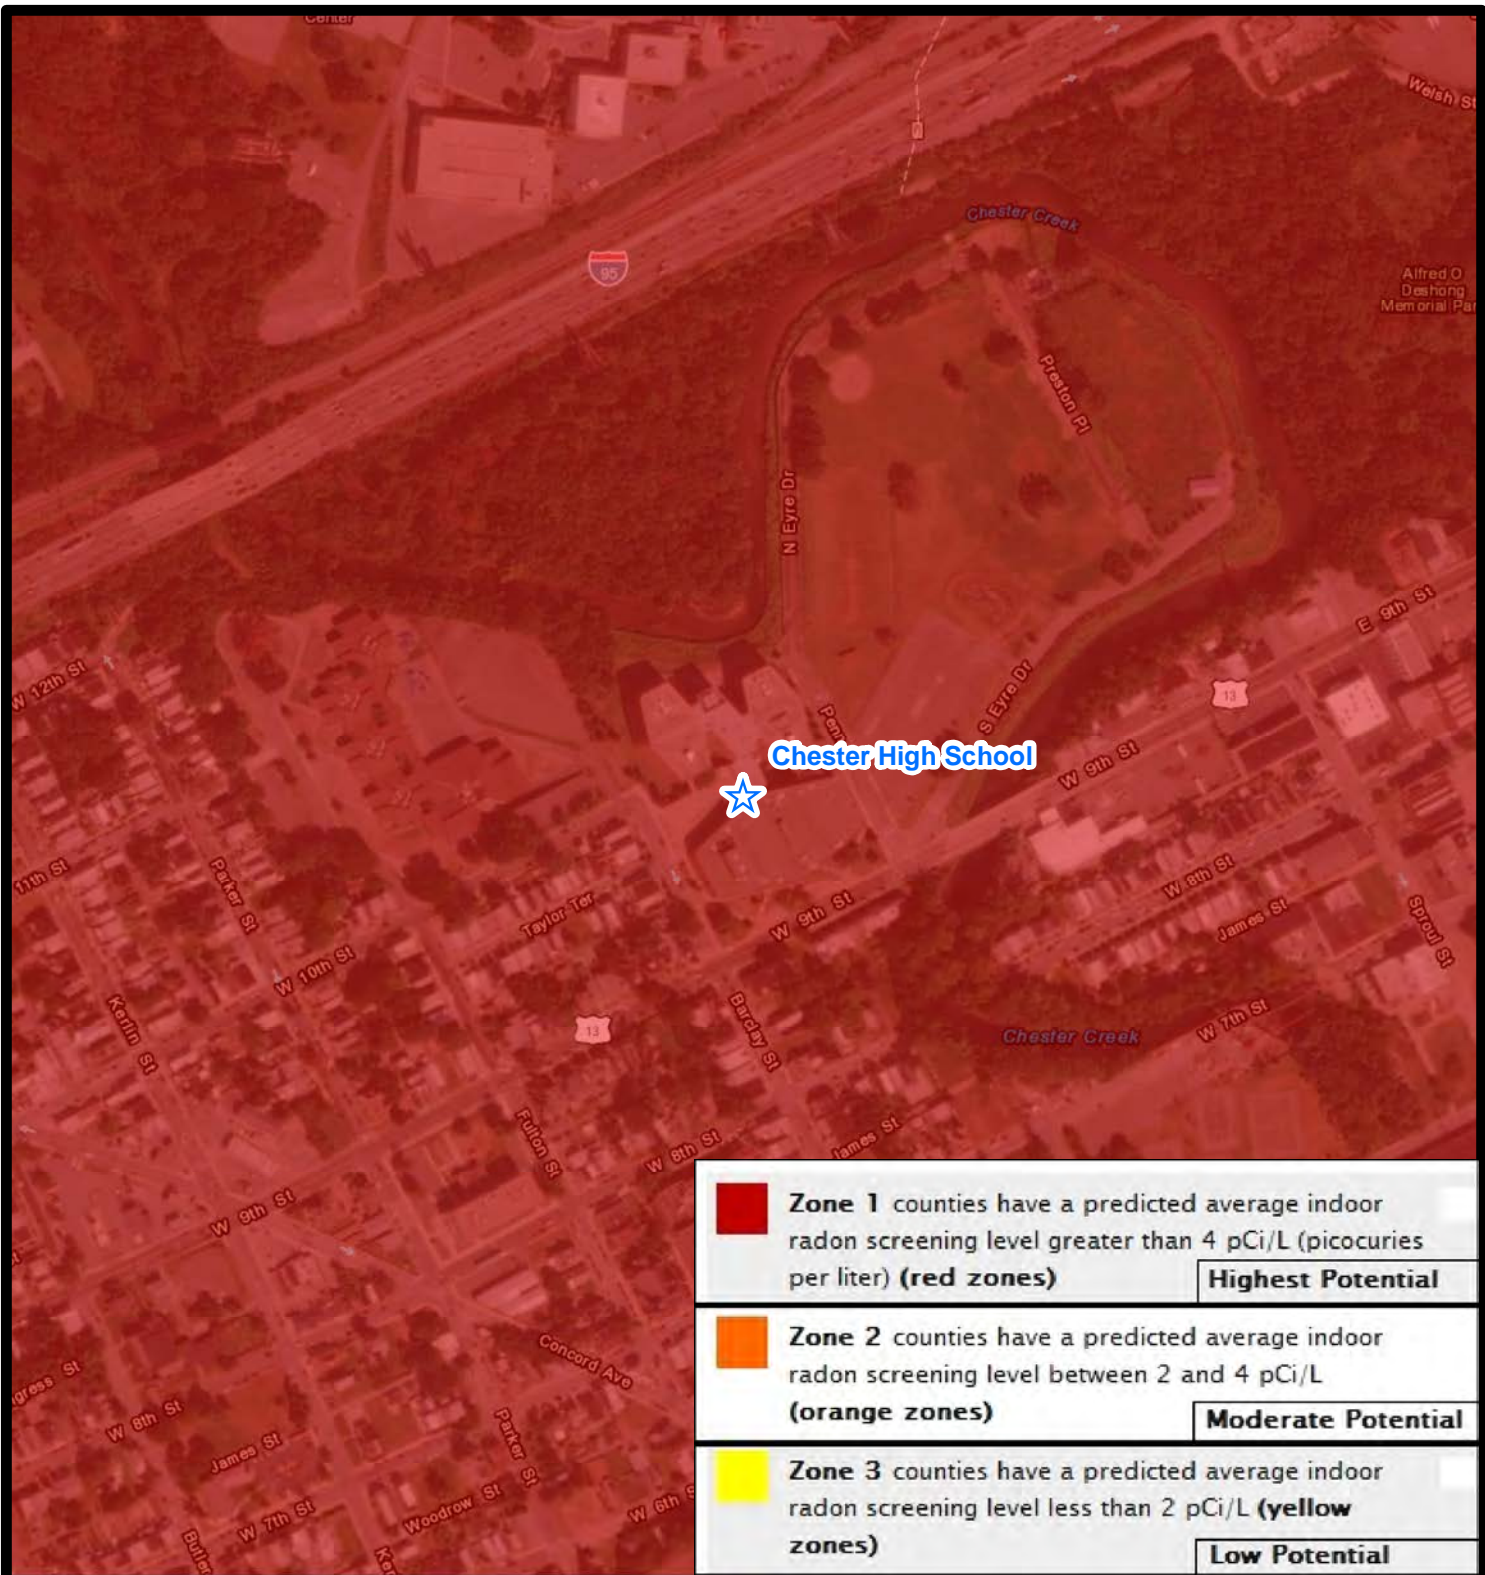 Center
Welsh St
Chester Creek
95
Alfred O
Deshong
Memorial Par
Preston Pl
N Eyre Dr
E 9th St
W 12th St
13
S Eyre Dr
Penn
W 9th St
Chester High School
11th St
Parker St
W 8th St
Taylor Ter
W 9th St
James St
Sproul St
W 10th St
Kerlin St
Barclay St
13
Chester Creek
W 7th St
Fulton St
W 8th St
James St
W 9th St
Concord Ave
gress St
W 8th St
Parker St
James St
W 7th St
Woodrow St
W 6th S
Butler
Ke
Zone 1 counties have a predicted average indoor
radon screening level greater than 4 pCi/L (picocuries
per liter) (red zones)
Highest Potential
Zone 2 counties have a predicted average indoor
radon screening level between 2 and 4 pCi/L
(orange zones)
Moderate Potential
Zone 3 counties have a predicted average indoor
radon screening level less than 2 pCi/L (yellow
zones)
Low Potential